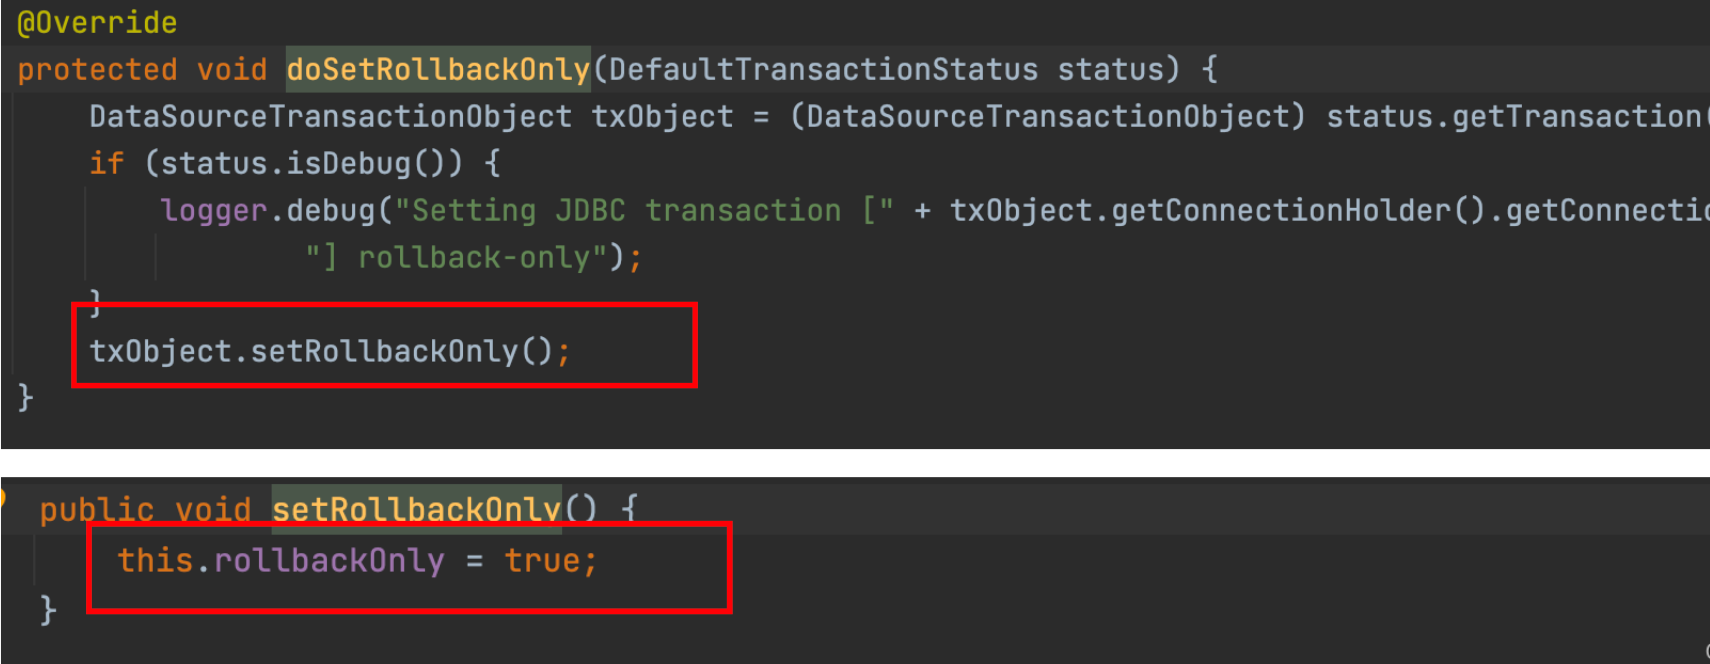 @Override
protected void doSetRollbackOnly(DefaultTransactionStatus status) {
DataSourceTransactionObject txObject = (DataSourceTransactionObject) status.getTransaction(
if (status.isDebug()) {
logger.debug("Setting JDBC transaction [" + txObject.getConnectionHolder().getConnectio
"] rollback-only");
}
txObject.setRollbackOnly();
}
public void setRollbackOnly() {
this.rollbackOnly = true;
}